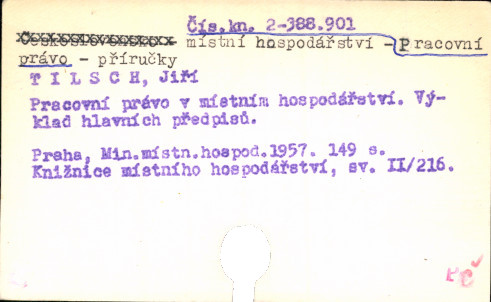 Čís.kn. 2-388.901
Československo - místní hospodářství - Pracovní
právo - příručky
T I L S C H, Jiří
Pracovní právo v místním hospodářství. Vý-
klad hlavních předpisů.
Praha, Min.místn.hospod.1957. 149 s.
Knižnice místního hospodářství, sv. II/216.